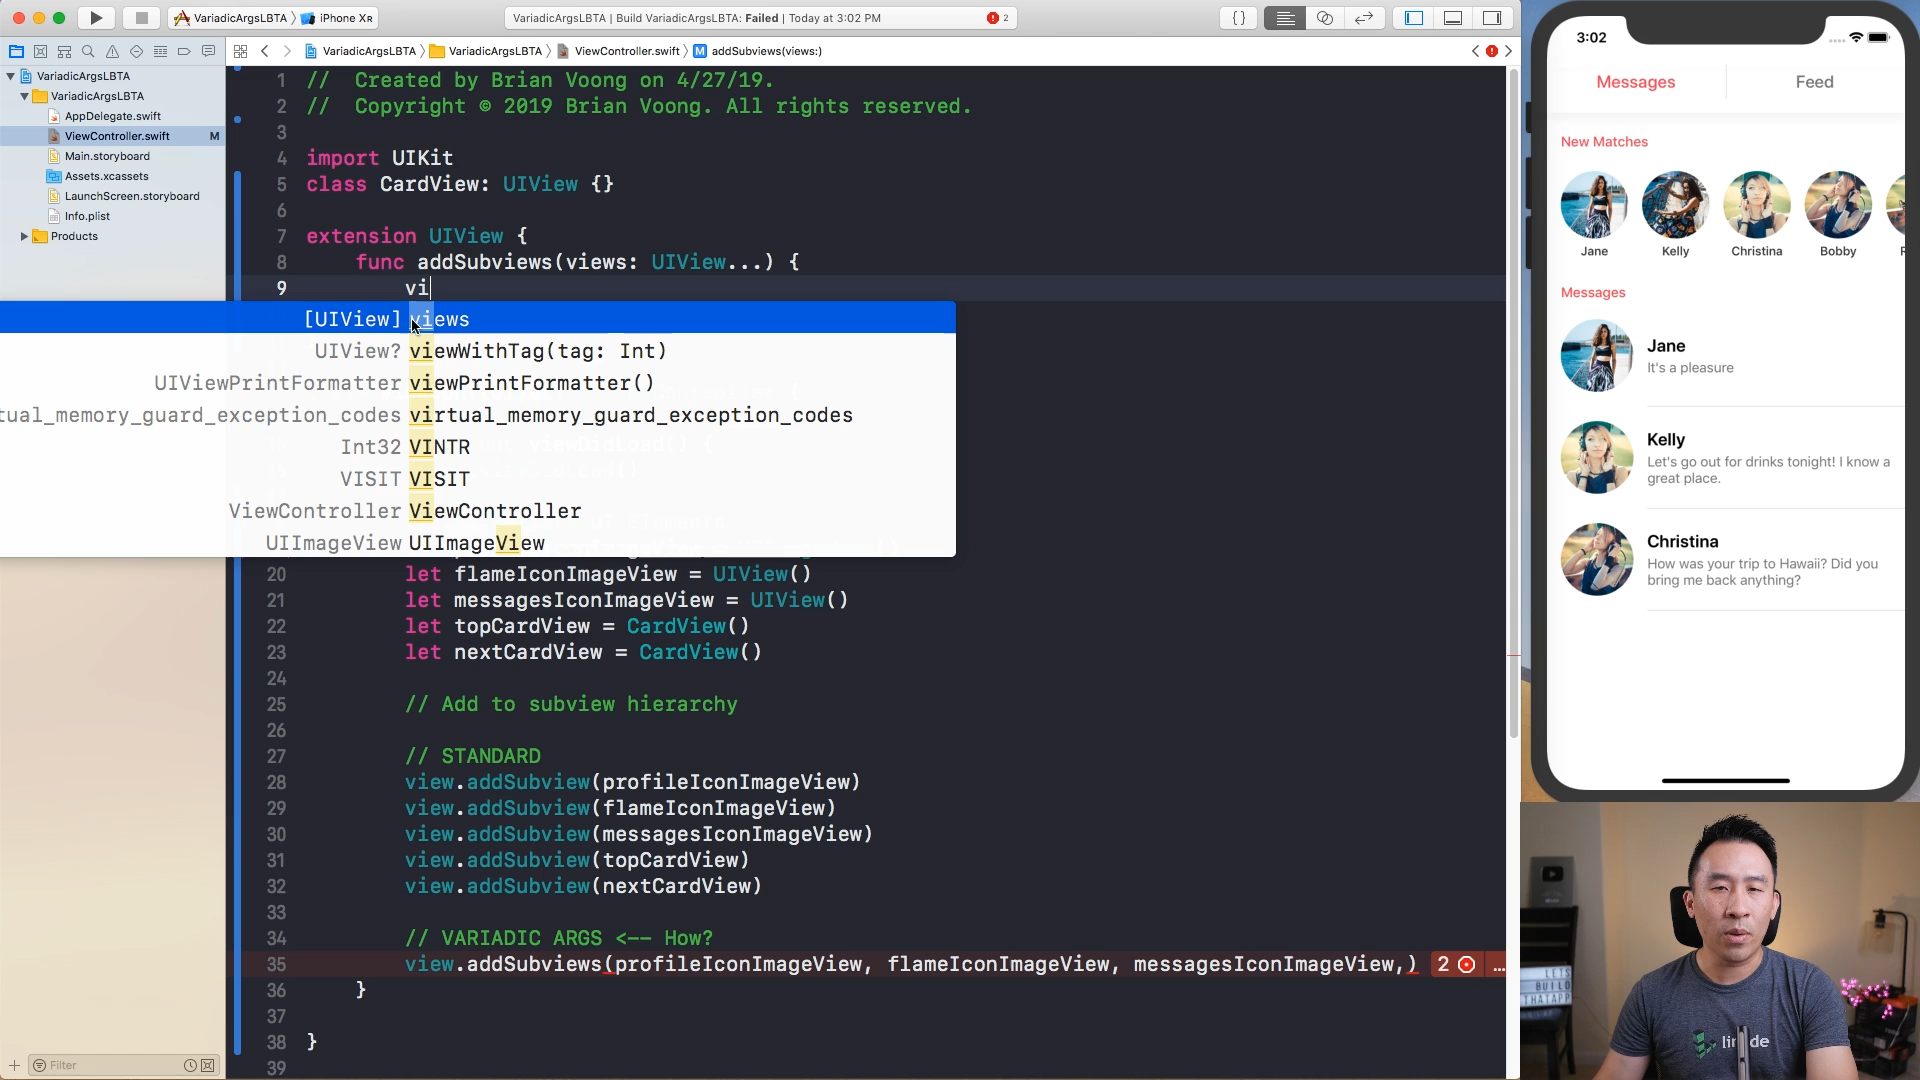 VariadicArgsLBTA
iPhone XR
VariadicArgsLBTA | Build VariadicArgsLBTA: Failed | Today at 3:02 PM
2
VariadicArgsLBTA
VariadicArgsLBTA
ViewController.swift
M addSubviews(views:)
VariadicArgsLBTA
VariadicArgsLBTA
AppDelegate.swift
ViewController.swift M
Main.storyboard
Assets.xcassets
LaunchScreen.storyboard
Info.plist
Products
Filter
1 // Created by Brian Voong on 4/27/19.
2 // Copyright © 2019 Brian Voong. All rights reserved.
3
4 import UIKit
5 class CardView: UIView {}
6
7 extension UIView {
8 func addSubviews(views: UIView...) {
9 vi
[UIView] views
UIView? viewWithTag(tag: Int)
UIViewPrintFormatter viewPrintFormatter()
tual_memory_guard_exception_codes virtual_memory_guard_exception_codes
Int32 VINTR
VISIT VISIT
ViewController ViewController
UIImageView UIImageView
20 let flameIconImageView = UIView()
21 let messagesIconImageView = UIView()
22 let topCardView = CardView()
23 let nextCardView = CardView()
24
25 // Add to subview hierarchy
26
27 // STANDARD
28 view.addSubview(profileIconImageView)
29 view.addSubview(flameIconImageView)
30 view.addSubview(messagesIconImageView)
31 view.addSubview(topCardView)
32 view.addSubview(nextCardView)
33
34 // VARIADIC ARGS <-- How?
35 view.addSubviews(profileIconImageView, flameIconImageView, messagesIconImageView,) 2 ...
36 }
37
38 }
39
3:02
Messages Feed
New Matches
Jane Kelly Christina Bobby
Messages
Jane
It's a pleasure
Kelly
Let's go out for drinks tonight! I know a
great place.
Christina
How was your trip to Hawaii? Did you
bring me back anything?
LETS
BUILD
THATAPP